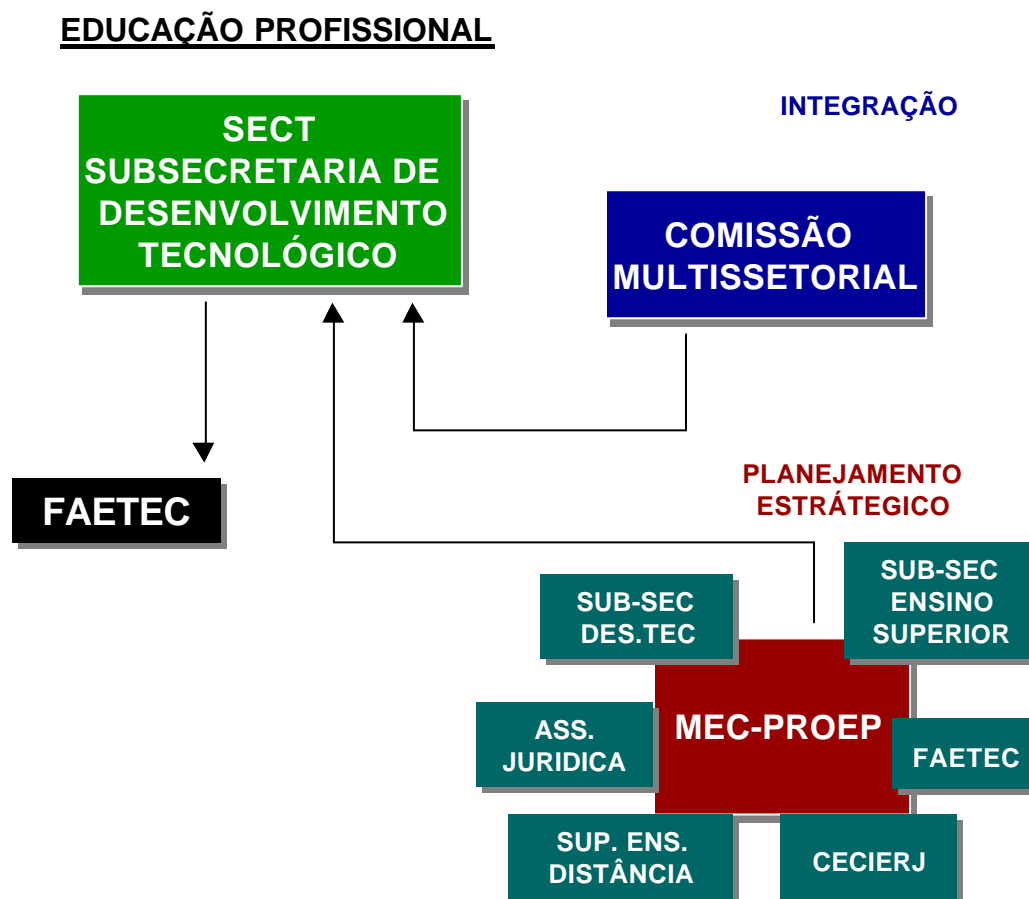 EDUCAÇÃO PROFISSIONAL
INTEGRAÇÃO
SECT
SUBSECRETARIA DE
DESENVOLVIMENTO
TECNOLÓGICO
COMISSÃO
MULTISSETORIAL
FAETEC
PLANEJAMENTO
ESTRÁTEGICO
SUB-SEC
DES.TEC
SUB-SEC
ENSINO
SUPERIOR
MEC-PROEP
ASS.
JURIDICA
FAETEC
SUP. ENS.
DISTÂNCIA
CECIERJ